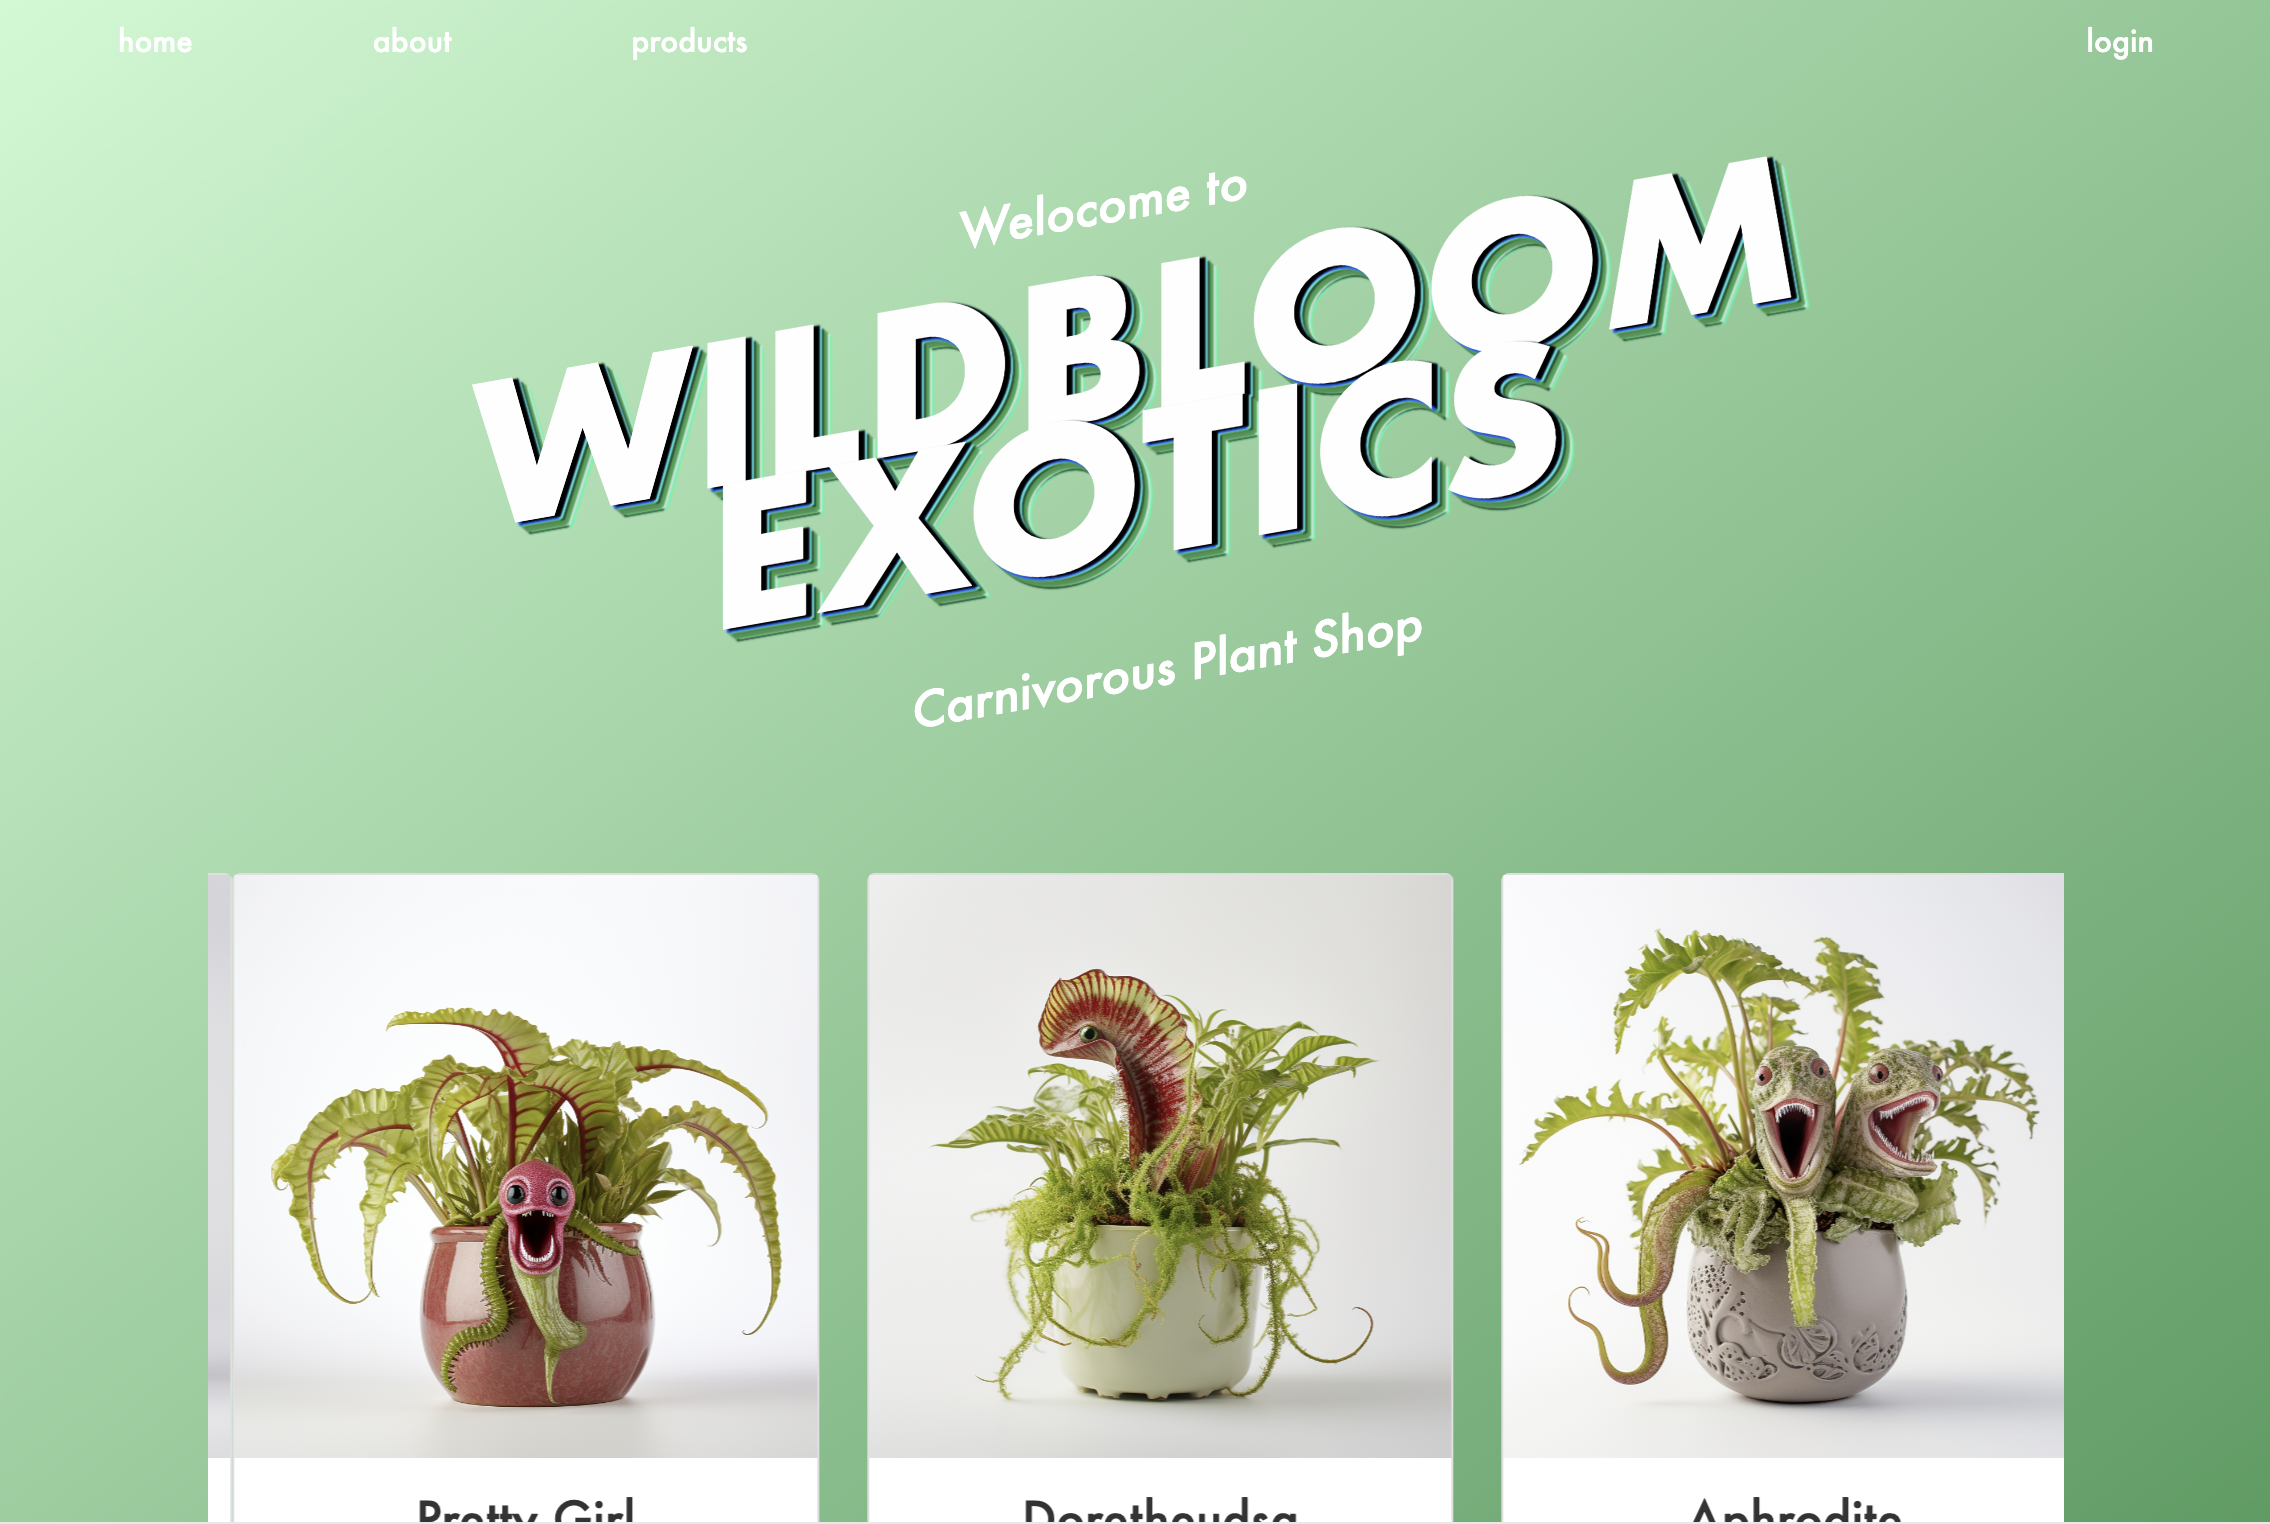 home about products login
Welocome to
WILDBLOOM
EXOTICS
Carnivorous Plant Shop
Pretty Girl Dorotheudsa Aphrodite